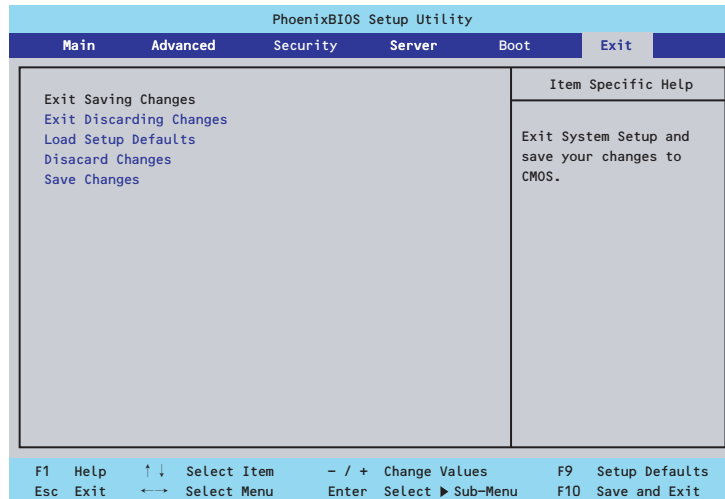 PhoenixBIOS Setup Utility
Main Advanced Security Server Boot Exit
Exit Saving Changes
Exit Discarding Changes
Load Setup Defaults
Disacard Changes
Save Changes
Item Specific Help
Exit System Setup and
save your changes to
CMOS.
F1 Help ↑↓ Select Item - / + Change Values F9 Setup Defaults
Esc Exit ←→ Select Menu Enter Select ▶ Sub-Menu F10 Save and Exit